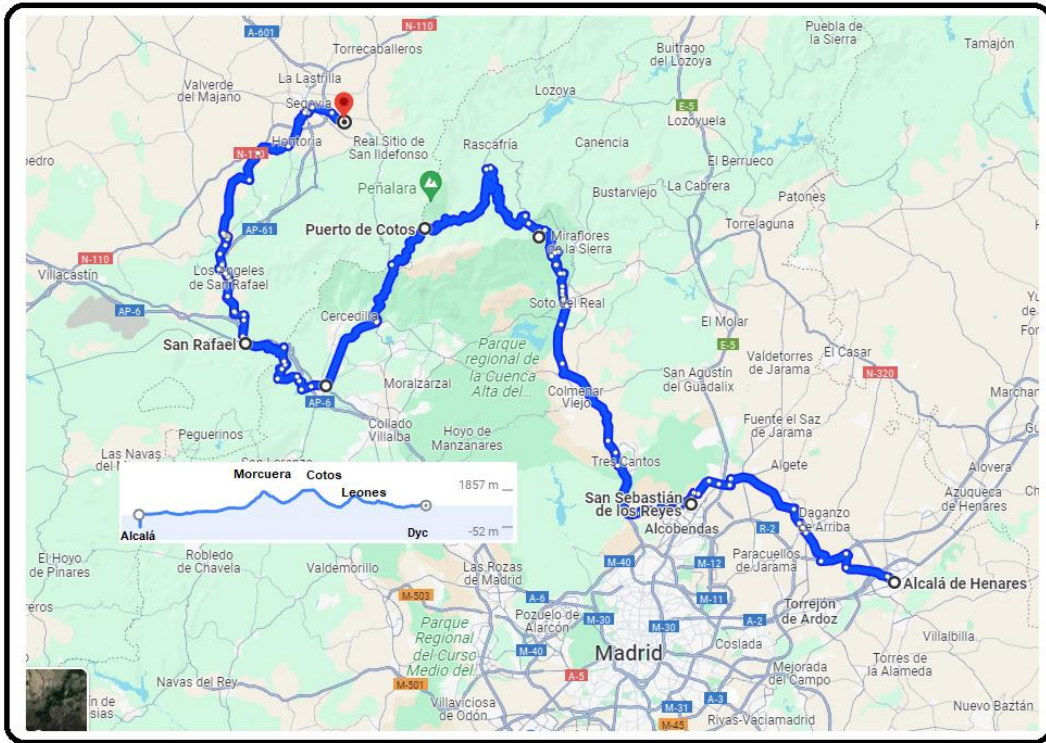 N-110
Puebla de
la Sierra
A-601
Torrecaballeros
Buitrago
del Lozoya
Tamajón
La Lastrilla
Valverde
del Majano
Segovia
Lozoya
E-5
Lozoyuela
Real Sitio de
San Ildefonso
Rascafría
Canencia
Hontoria
N-110
El Berrueco
Peñalara
Bustarviejo
La Cabrera
Patones
Puerto de Cotos
Miraflores
de la Sierra
Torrelaguna
AP-61
N-110
Villacastín
Los Ángeles
de San Rafael
Soto del Real
AP-6
Cercedilla
El Molar
San Rafael
Parque
regional de
la Cuenca
Alta del...
E-5
Valdetorres
de Jarama
El Casar
San Agustín
del Guadalix
N-320
Moralzarzal
Colmenar
Viejo
Marchan
AP-6
Collado
Villalba
Hoyo de
Manzanares
Fuente el Saz
de Jarama
Peguerinos
Las Navas
Tres Cantos
Algete
Alovera
Morcuera
Cotos
Leones
1857 m
-52 m
Alcalá
Dyc
San Sebastián
de los Reyes
Alcobendas
Azuqueca
de Henares
Daganzo
de Arriba
R-2
El Hoyo
de Pinares
Robledo
de Chavela
Valdemorillo
Las Rozas
de Madrid
M-40
M-12
Paracuellos
de Jarama
Alcalá de Henares
M-503
A-6
M-11
Torrejón
de Ardoz
Pozuelo de
Alarcón
M-30
M-30
A-2
Villalbilla
Parque
Regional
del Curso
Medio del...
M-40
Coslada
Madrid
Torres de
la Alameda
Navas del Rey
A-5
Mejorada
del Campo
M-501
Villaviciosa
de Odón
A-3
M-31
Rivas-Vaciamadrid
Nuevo Baztán
M-45